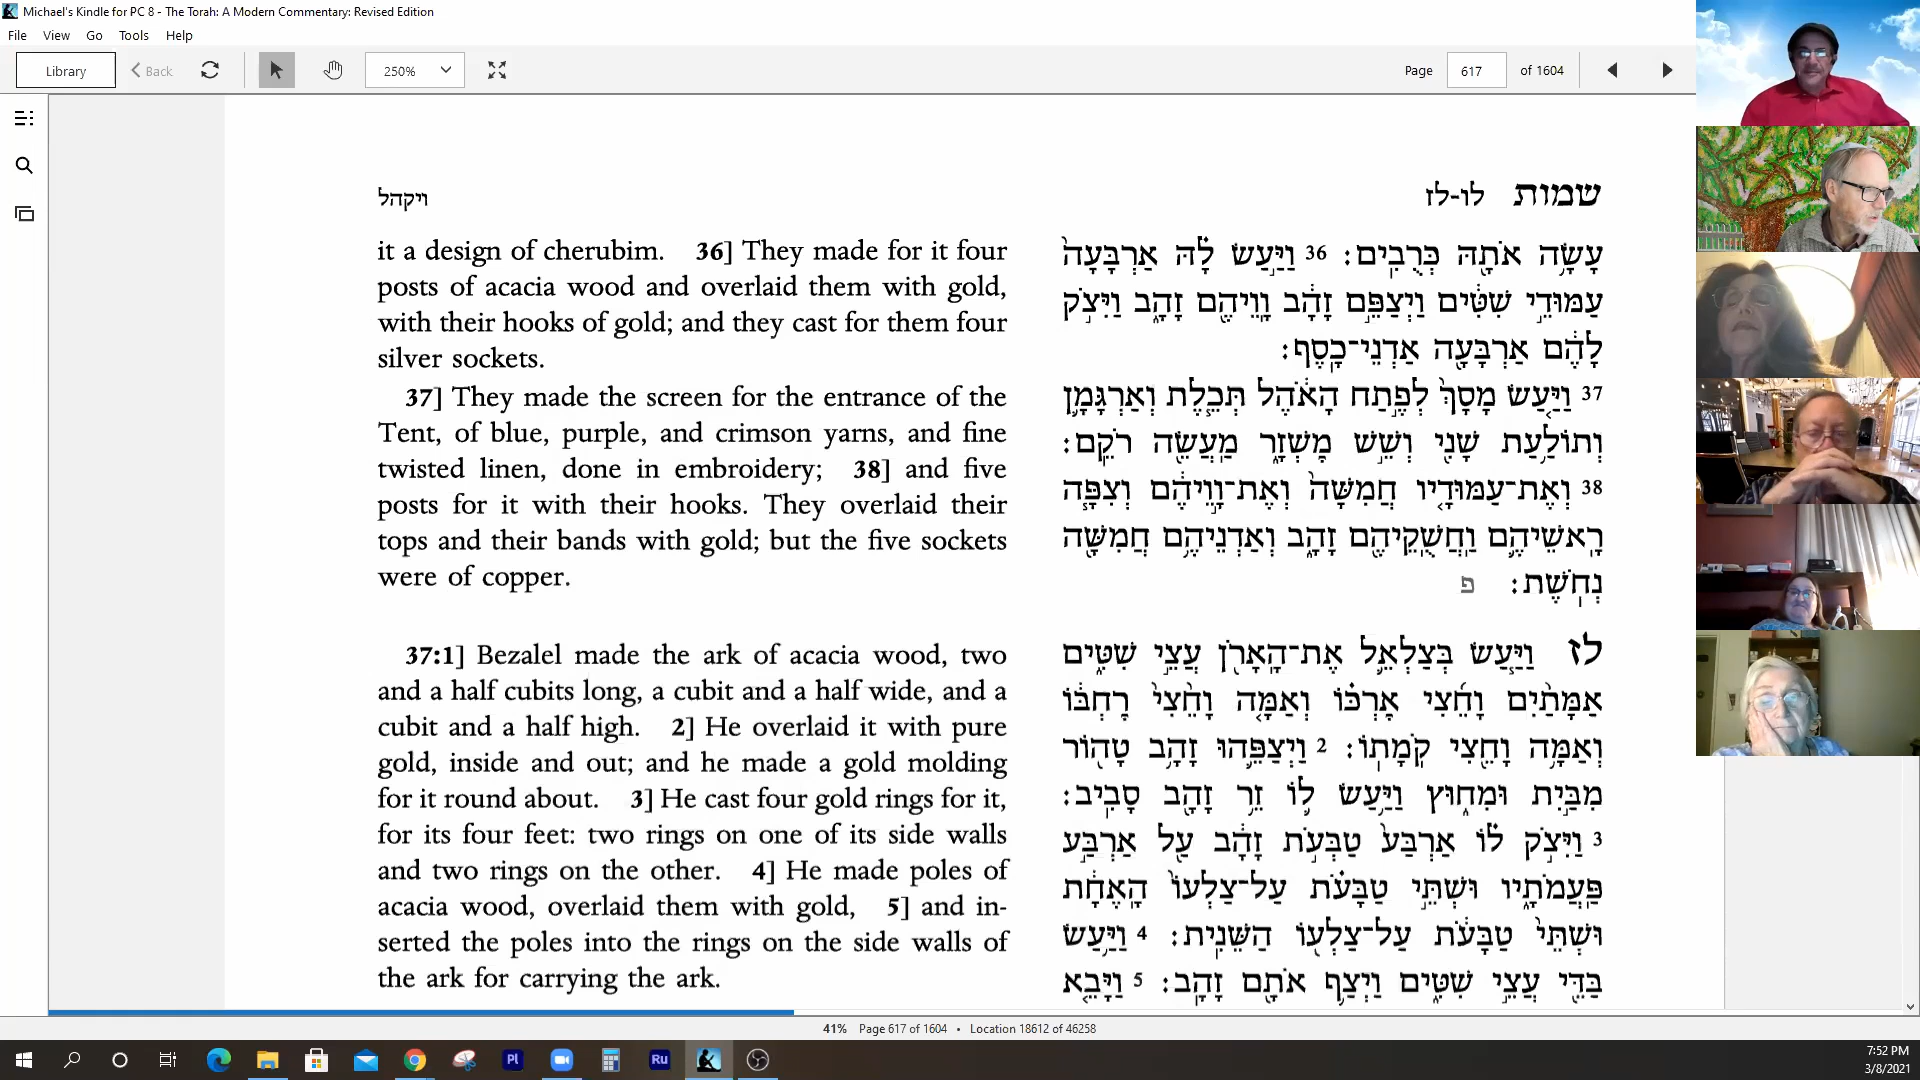 Michael's Kindle for PC 8 - The Torah: A Modern Commentary: Revised Edition
File View Go Tools Help
Library
Back
250%
Page 617 of 1604
ויקהל
it a design of cherubim. 36] They made for it four
posts of acacia wood and overlaid them with gold,
with their hooks of gold; and they cast for them four
silver sockets.
37] They made the screen for the entrance of the
Tent, of blue, purple, and crimson yarns, and fine
twisted linen, done in embroidery; 38] and five
posts for it with their hooks. They overlaid their
tops and their bands with gold; but the five sockets
were of copper.
37:1] Bezalel made the ark of acacia wood, two
and a half cubits long, a cubit and a half wide, and a
cubit and a half high. 2] He overlaid it with pure
gold, inside and out; and he made a gold molding
for it round about. 3] He cast four gold rings for it,
for its four feet: two rings on one of its side walls
and two rings on the other. 4] He made poles of
acacia wood, overlaid them with gold, 5] and in-
serted the poles into the rings on the side walls of
the ark for carrying the ark.
שמות לו-לז
עָשָׂ֥ה אֹתָ֖הּ כְּרֻבִֽים׃ 36 וַיַּ֣עַשׂ לָ֗הּ אַרְבָּעָה֙
עַמּוּדֵ֣י שִׁטִּ֔ים וַיְצַפֵּ֣ם זָהָ֔ב וָוֵיהֶ֖ם זָהָ֑ב וַיִּצֹ֣ק
לָהֶ֔ם אַרְבָּעָ֖ה אַדְנֵי־כָֽסֶף׃
37 וַיַּ֤עַשׂ מָסָךְ֙ לְפֶ֣תַח הָאֹ֔הֶל תְּכֵ֧לֶת וְאַרְגָּמָ֛ן
וְתוֹלַ֥עַת שָׁנִ֖י וְשֵׁ֣שׁ מׇשְׁזָ֑ר מַעֲשֵׂ֖ה רֹקֵֽם׃
38 וְאֶת־עַמּוּדָ֤יו חֲמִשָּׁה֙ וְאֶת־וָ֣וֵיהֶ֔ם וְצִפָּ֧ה
רָאשֵׁיהֶ֛ם וַחֲשֻׁקֵיהֶ֖ם זָהָ֑ב וְאַדְנֵיהֶ֥ם חֲמִשָּׁ֖ה
נְחֹֽשֶׁת׃ פ
לז וַיַּ֧עַשׂ בְּצַלְאֵ֛ל אֶת־הָאָרֹ֖ן עֲצֵ֣י שִׁטִּ֑ים
אַמָּתַ֨יִם וָחֵ֜צִי אׇרְכּ֗וֹ וְאַמָּ֤ה וָחֵ֙צִי֙ רׇחְבּ֔וֹ
וְאַמָּ֥ה וָחֵ֖צִי קֹמָתֽוֹ׃ 2 וַיְצַפֵּ֛הוּ זָהָ֥ב טָה֖וֹר
מִבַּ֣יִת וּמִח֑וּץ וַיַּ֥עַשׂ ל֛וֹ זֵ֥ר זָהָ֖ב סָבִֽיב׃
3 וַיִּצֹ֣ק ל֗וֹ אַרְבַּע֙ טַבְּעֹ֣ת זָהָ֔ב עַ֖ל אַרְבַּ֣ע
פַּעֲמֹתָ֑יו וּשְׁתֵּ֣י טַבָּעֹ֗ת עַל־צַלְעוֹ֙ הָֽאֶחָ֔ת
וּשְׁתֵּי֙ טַבָּעֹ֔ת עַל־צַלְע֖וֹ הַשֵּׁנִֽית׃ 4 וַיַּ֥עַשׂ
בַּדֵּ֖י עֲצֵ֣י שִׁטִּ֑ים וַיְצַ֥ף אֹתָ֖ם זָהָֽב׃ 5 וַיָּבֵ֤א
41% Page 617 of 1604 • Location 18612 of 46258
Pl
Ru
7:52 PM
3/8/2021